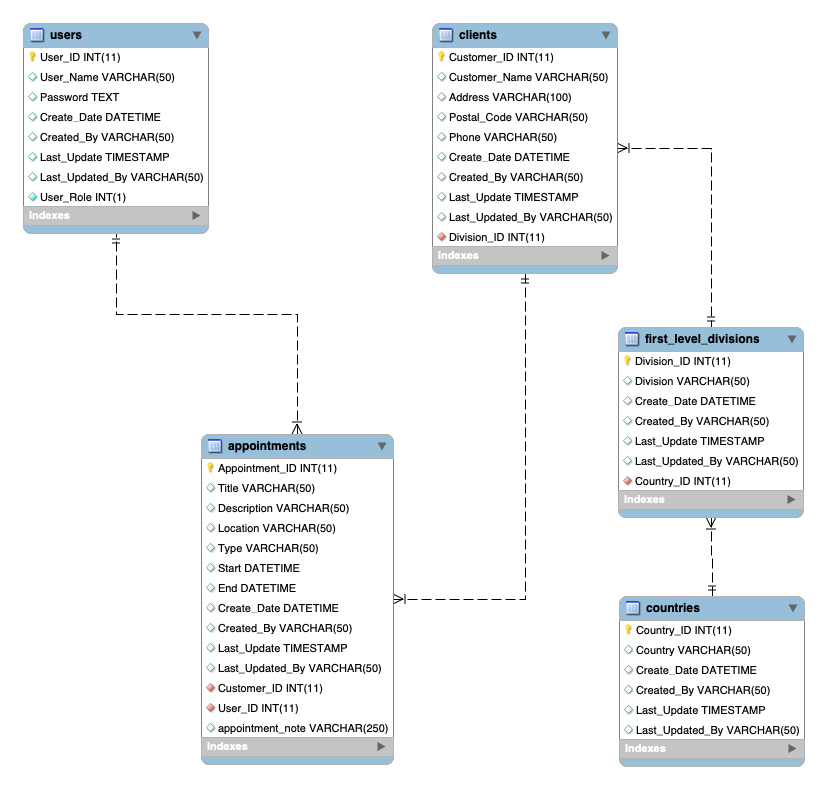 users
User_ID INT(11)
User_Name VARCHAR(50)
Password TEXT
Create_Date DATETIME
Created_By VARCHAR(50)
Last_Update TIMESTAMP
Last_Updated_By VARCHAR(50)
User_Role INT(1)
Indexes
clients
Customer_ID INT(11)
Customer_Name VARCHAR(50)
Address VARCHAR(100)
Postal_Code VARCHAR(50)
Phone VARCHAR(50)
Create_Date DATETIME
Created_By VARCHAR(50)
Last_Update TIMESTAMP
Last_Updated_By VARCHAR(50)
Division_ID INT(11)
Indexes
first_level_divisions
Division_ID INT(11)
Division VARCHAR(50)
Create_Date DATETIME
Created_By VARCHAR(50)
Last_Update TIMESTAMP
Last_Updated_By VARCHAR(50)
Country_ID INT(11)
Indexes
appointments
Appointment_ID INT(11)
Title VARCHAR(50)
Description VARCHAR(50)
Location VARCHAR(50)
Type VARCHAR(50)
Start DATETIME
End DATETIME
Create_Date DATETIME
Created_By VARCHAR(50)
Last_Update TIMESTAMP
Last_Updated_By VARCHAR(50)
Customer_ID INT(11)
User_ID INT(11)
appointment_note VARCHAR(250)
Indexes
countries
Country_ID INT(11)
Country VARCHAR(50)
Create_Date DATETIME
Created_By VARCHAR(50)
Last_Update TIMESTAMP
Last_Updated_By VARCHAR(50)
Indexes